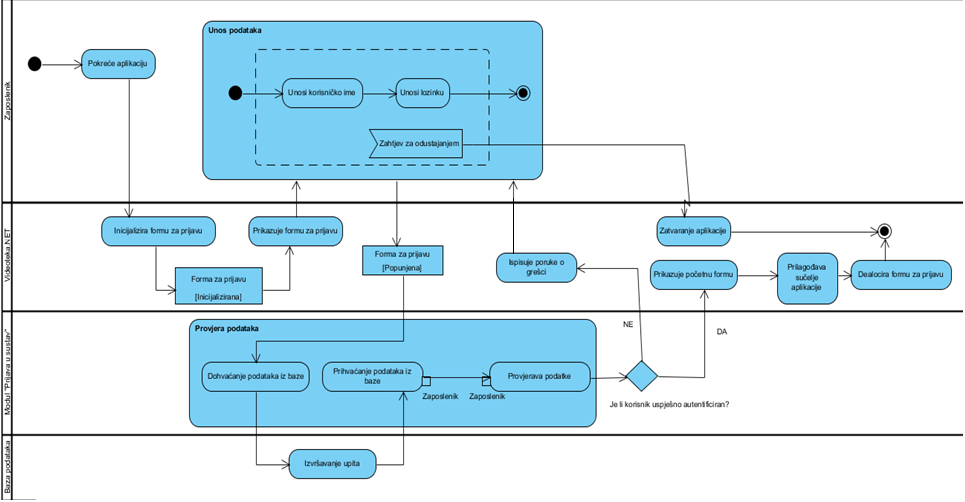 Zaposlenik
Pokreće aplikaciju
Unos podataka
Unosi korisničko ime
Unosi lozinku
Zahtjev za odustajanjem
Videoteka.NET
Inicijalizira formu za prijavu
Forma za prijavu
[Inicijalizirana]
Prikazuje formu za prijavu
Forma za prijavu
[Popunjena]
Ispisuje poruke o
grešci
Zatvaranje aplikacije
Prikazuje početnu formu
Prilagođava
sučelje
aplikacije
Dealocira formu za prijavu
Modul "Prijava u sustav"
Provjera podataka
Dohvaćanje podataka iz baze
Prihvaćanje podataka iz
baze
Zaposlenik
Zaposlenik
Provjerava podatke
NE
DA
Je li korisnik uspješno autentificiran?
Baza podataka
Izvršavanje upita